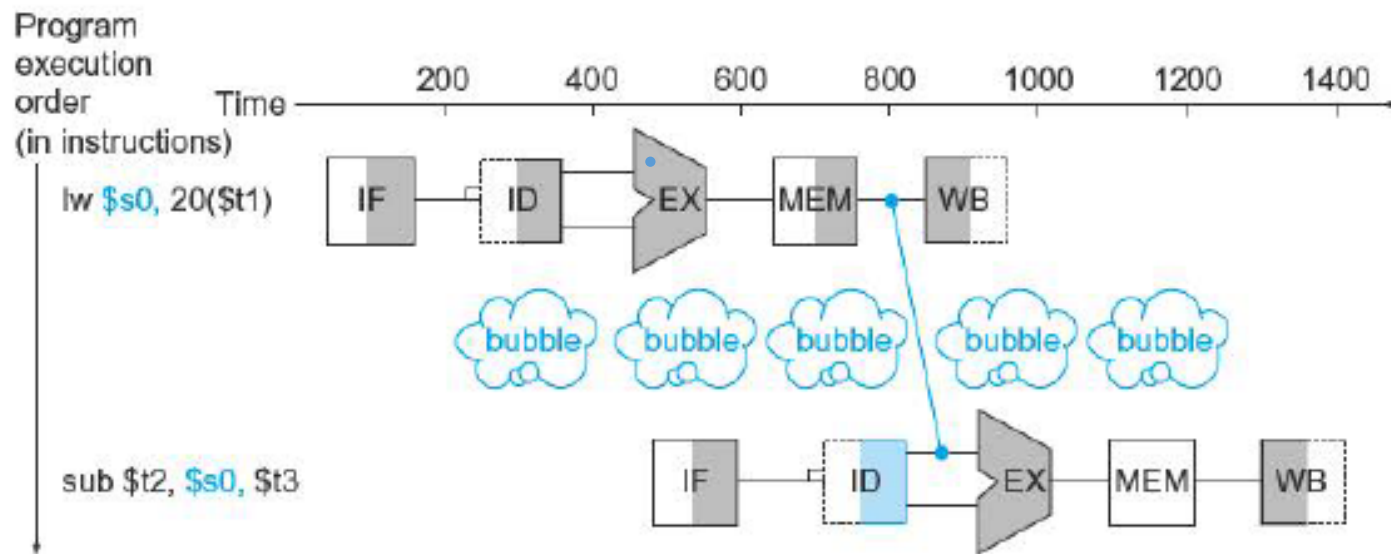 Program
execution
order
(in instructions)
Time
200 400 600 800 1000 1200 1400
lw $s0, 20($t1)
IF ID EX MEM WB
bubble bubble bubble bubble bubble
sub $t2, $s0, $t3
IF ID EX MEM WB